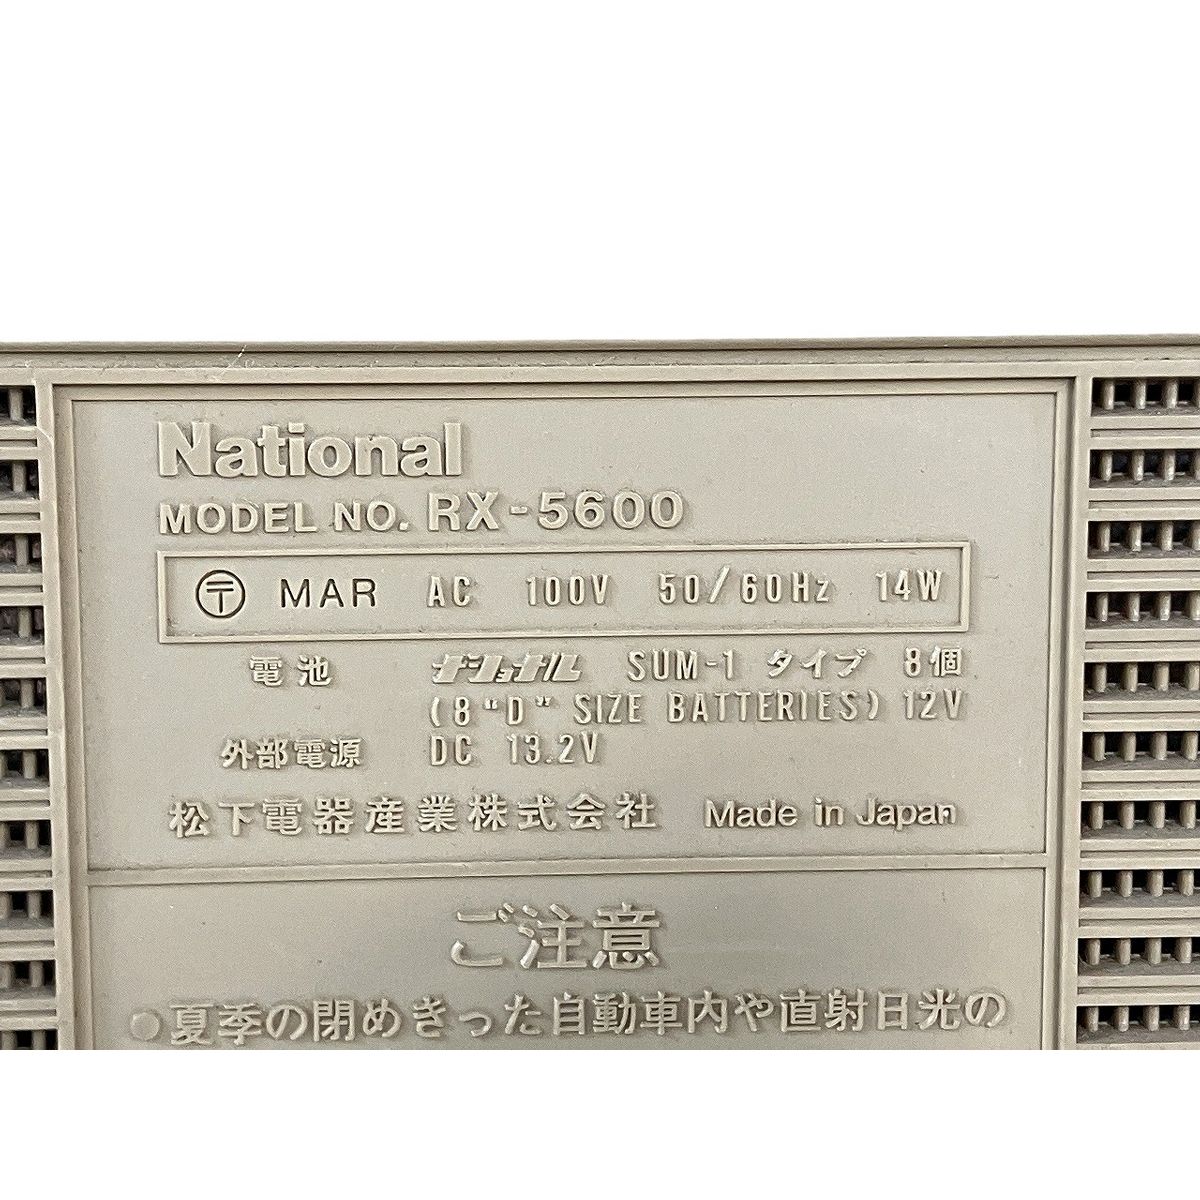 National
MODEL NO. RX-5600
〒 MAR AC 100V 50/60Hz 14W
電池 ナショナル SUM-1 タイプ 8個
(8 "D" SIZE BATTERIES) 12V
外部電源 DC 13.2V
松下電器産業株式会社 Made in Japan
ご注意
●夏季の閉めきった自動車内や直射日光の